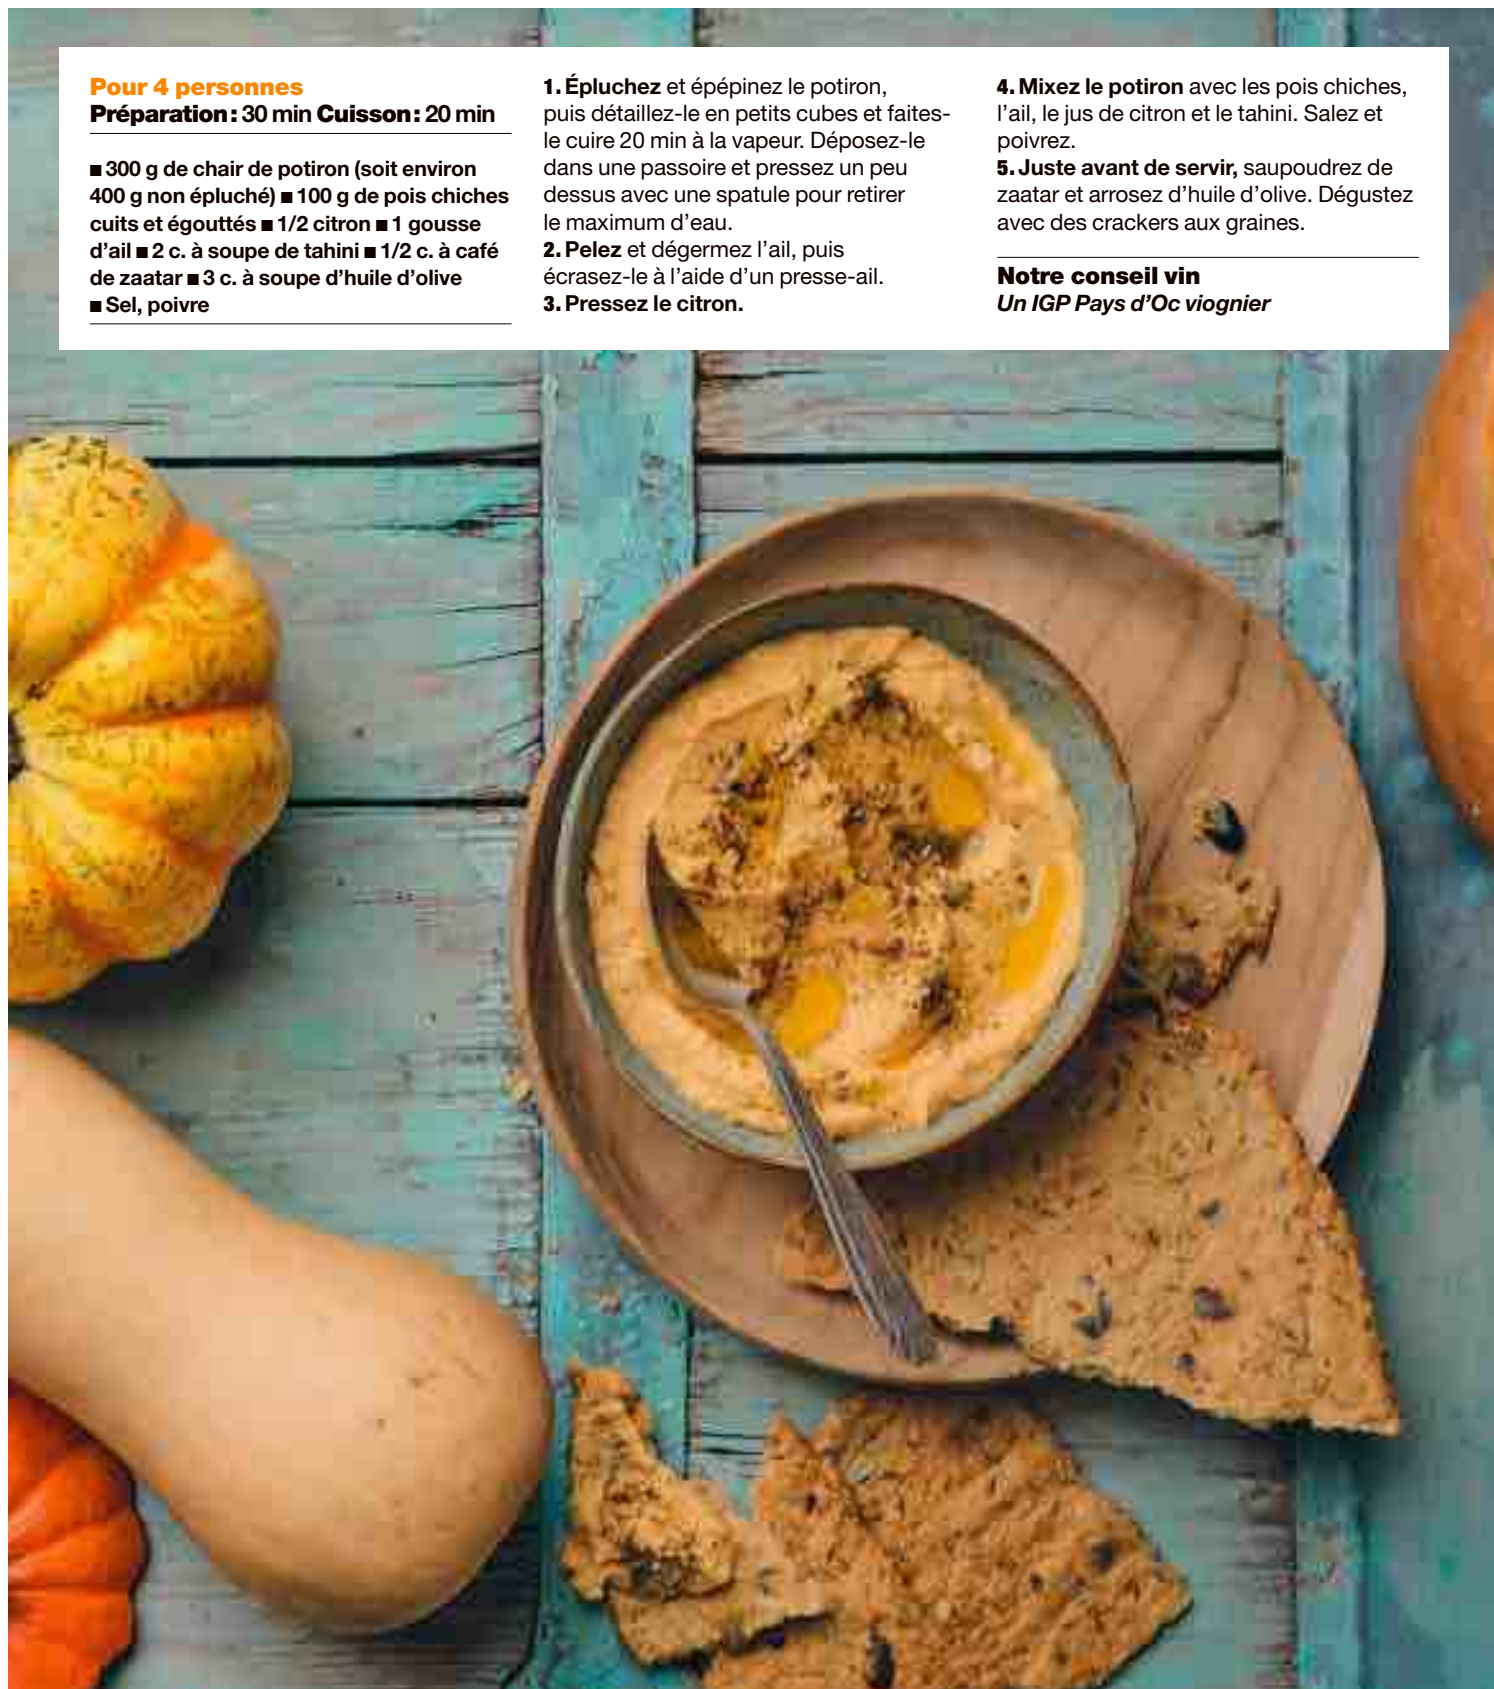 Pour 4 personnes
Préparation : 30 min Cuisson : 20 min
■ 300 g de chair de potiron (soit environ
400 g non épluché) ■ 100 g de pois chiches
cuits et égouttés ■ 1/2 citron ■ 1 gousse
d’ail ■ 2 c. à soupe de tahini ■ 1/2 c. à café
de zaatar ■ 3 c. à soupe d’huile d’olive
■ Sel, poivre
1. Épluchez et épépinez le potiron,
puis détaillez-le en petits cubes et faites-
le cuire 20 min à la vapeur. Déposez-le
dans une passoire et pressez un peu
dessus avec une spatule pour retirer
le maximum d’eau.
2. Pelez et dégermez l’ail, puis
écrasez-le à l’aide d’un presse-ail.
3. Pressez le citron.
4. Mixez le potiron avec les pois chiches,
l’ail, le jus de citron et le tahini. Salez et
poivrez.
5. Juste avant de servir, saupoudrez de
zaatar et arrosez d’huile d’olive. Dégustez
avec des crackers aux graines.
Notre conseil vin
Un IGP Pays d’Oc viognier